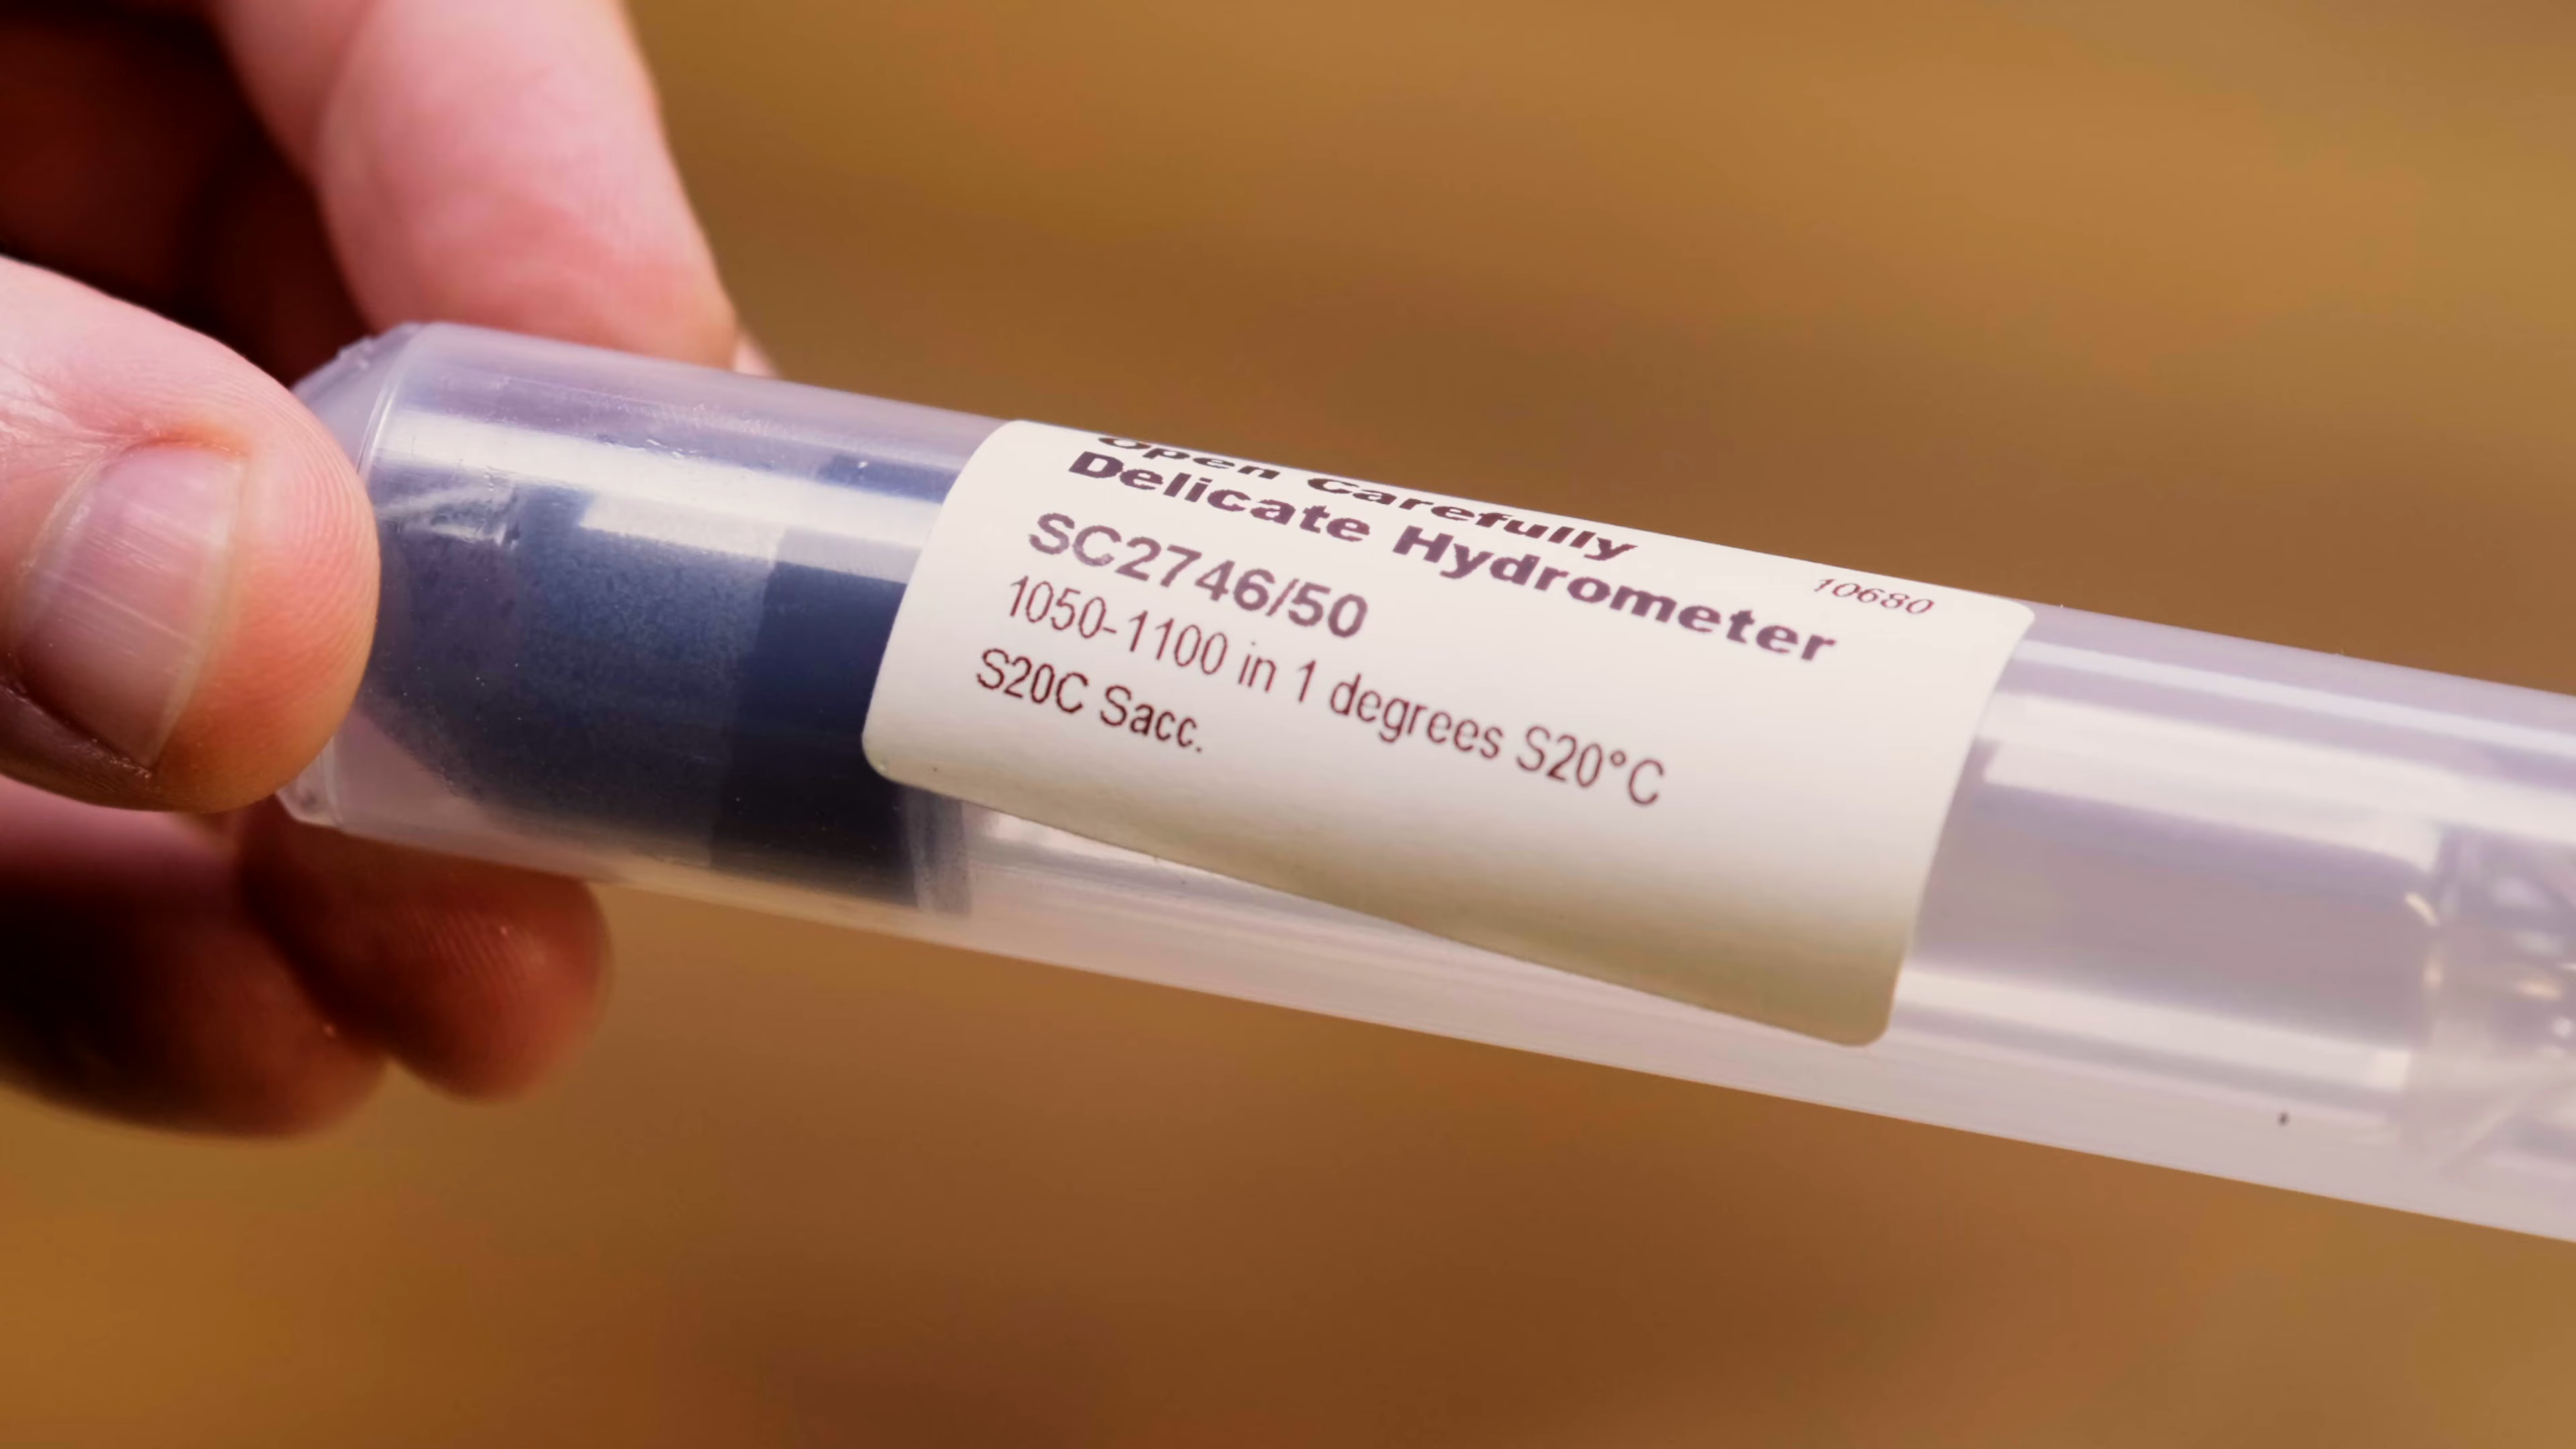 Open Carefully
Delicate Hydrometer
10680
SC2746/50
1050-1100 in 1 degrees S20°C
S20C Sacc.